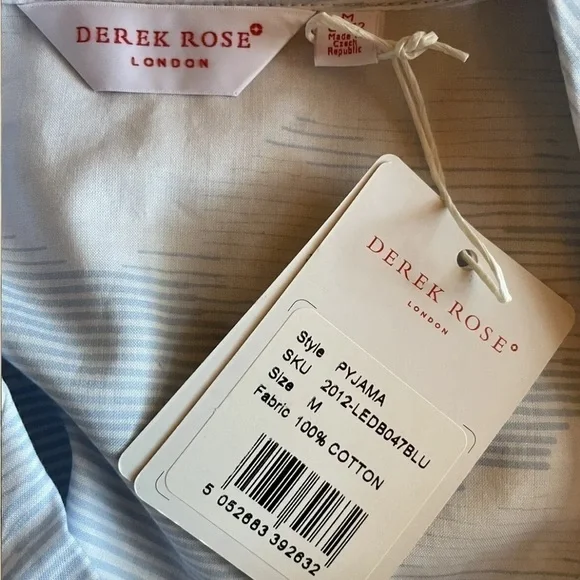 DEREK ROSE
LONDON
M
Made
Czech
Republic
DEREK ROSE
LONDON
Style PYJAMA
SKU 2012-LEDB047BLU
Size M
Fabric 100% COTTON
5 052683 392632